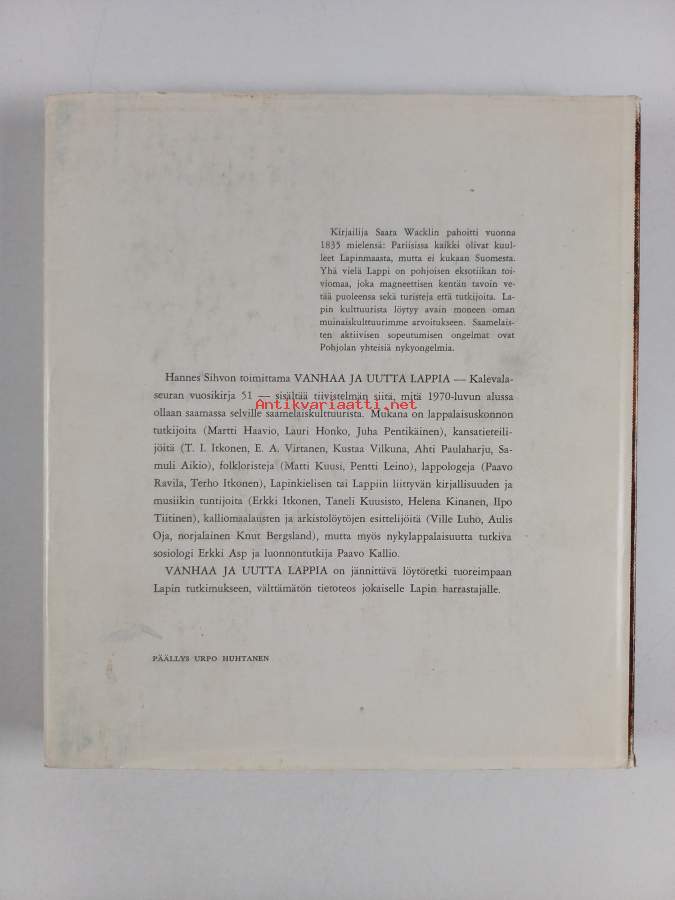 Kirjailija Saara Wacklin pahoitti vuonna
1835 mielensä: Pariisissa kaikki olivat kuul-
leet Lapinmaasta, mutta ei kukaan Suomesta.
Yhä vielä Lappi on pohjoisen eksotiikan toi-
viomaa, joka magneettisen kentän tavoin ve-
tää puoleensa sekä turisteja että tutkijoita. La-
pin kulttuurista löytyy avain moneen oman
muinaiskulttuurimme arvoitukseen. Saamelais-
ten aktiivisen sopeutumisen ongelmat ovat
Pohjolan yhteisiä nykyongelmia.
Hannes Sihvon toimittama VANHAA JA UUTTA LAPPIA — Kalevala-
seuran vuosikirja 51 — sisältää tiivistelmän siitä, mitä 1970-luvun alussa
Antikvariaatti.net
ollaan saamassa selville saamelaiskulttuurista. Mukana on lappalaisuskonnon
tutkijoita (Martti Haavio, Lauri Honko, Juha Pentikäinen), kansatieteili-
jöitä (T. I. Itkonen, E. A. Virtanen, Kustaa Vilkuna, Ahti Paulaharju, Sa-
muli Aikio), folkloristeja (Matti Kuusi, Pentti Leino), lappologeja (Paavo
Ravila, Terho Itkonen), Lapinkielisen tai Lappiin liittyvän kirjallisuuden ja
musiikin tuntijoita (Erkki Itkonen, Taneli Kuusisto, Helena Kinanen, Ilpo
Tiitinen), kalliomaalausten ja arkistolöytöjen esittelijöitä (Ville Luho, Aulis
Oja, norjalainen Knut Bergsland), mutta myös nykylappalaisuutta tutkiva
sosiologi Erkki Asp ja luonnontutkija Paavo Kallio.
VANHAA JA UUTTA LAPPIA on jännittävä löytöretki tuoreimpaan
Lapin tutkimukseen, välttämätön tietoteos jokaiselle Lapin harrastajalle.
PÄÄLLYS URPO HUHTANEN